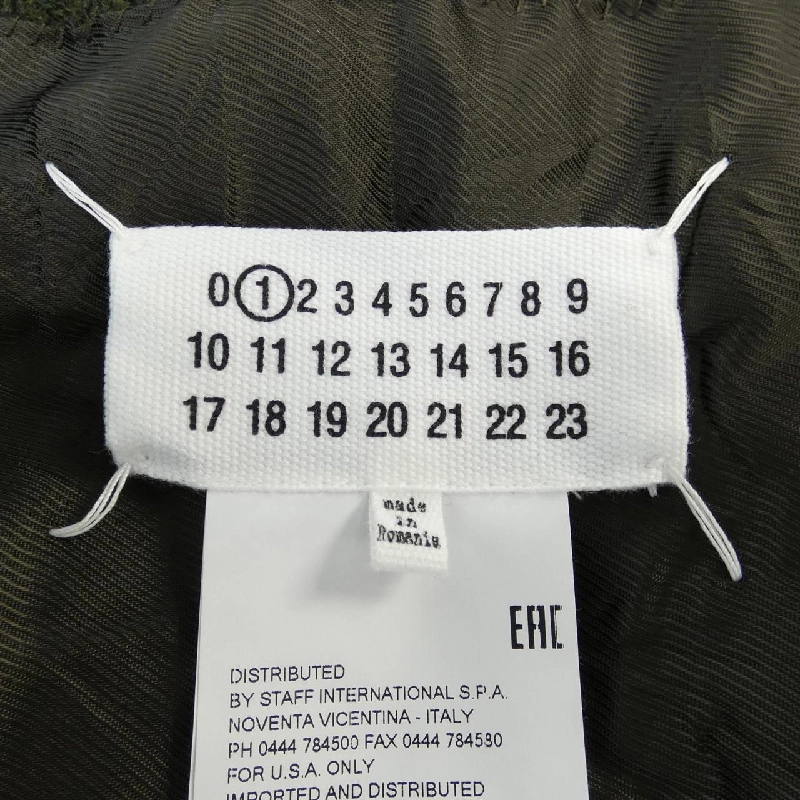 0 1 2 3 4 5 6 7 8 9
10 11 12 13 14 15 16
17 18 19 20 21 22 23
made
in
Romania
EAC
DISTRIBUTED
BY STAFF INTERNATIONAL S.P.A.
NOVENTA VICENTINA - ITALY
PH 0444 784500 FAX 0444 784530
FOR U.S.A. ONLY
IMPORTED AND DISTRIBUTED